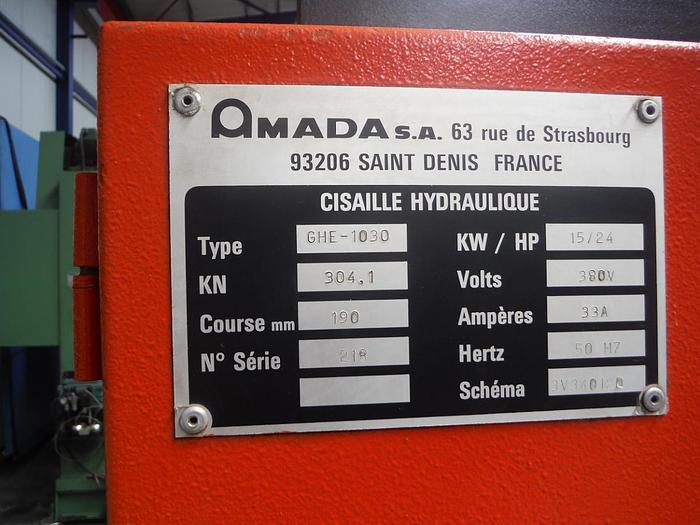 AMADA S.A. 63 rue de Strasbourg
93206 SAINT DENIS FRANCE
CISAILLE HYDRAULIQUE
Type GHE-1030
KN 304,1
Course mm 190
N° Série
KW / HP 15/24
Volts 380V
Ampères 33A
Hertz 50 HZ
Schéma